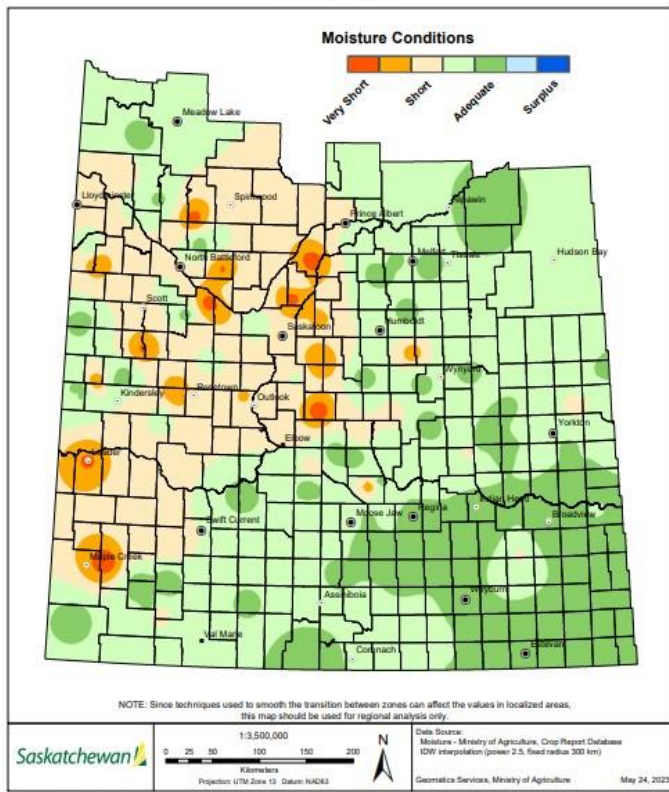 Moisture Conditions
Very Short
Short
Adequate
Surplus
Meadow Lake
Lloydminster
Spiritwood
Prince Albert
Nipawin
North Battleford
Melfort
Tisdale
Hudson Bay
Scott
Saskatoon
Humboldt
Wynyard
Kindersley
Rosetown
Outlook
Yorkton
Elbow
Leader
Swift Current
Moose Jaw
Regina
Indian Head
Broadview
Maple Creek
Assiniboia
Weyburn
Val Marie
Coronach
Estevan
NOTE: Since techniques used to smooth the transition between zones can affect the values in localized areas,
this map should be used for regional analysis only.
Saskatchewan
1:3,500,000
0 25 50 100 150 200
Kilometers
Projection: UTM Zone 13 Datum: NAD83
N
Data Source:
Moisture - Ministry of Agriculture, Crop Report Database
IDW interpolation (power 2.5, fixed radius 300 km)
Geomatics Services, Ministry of Agriculture May 24, 2023